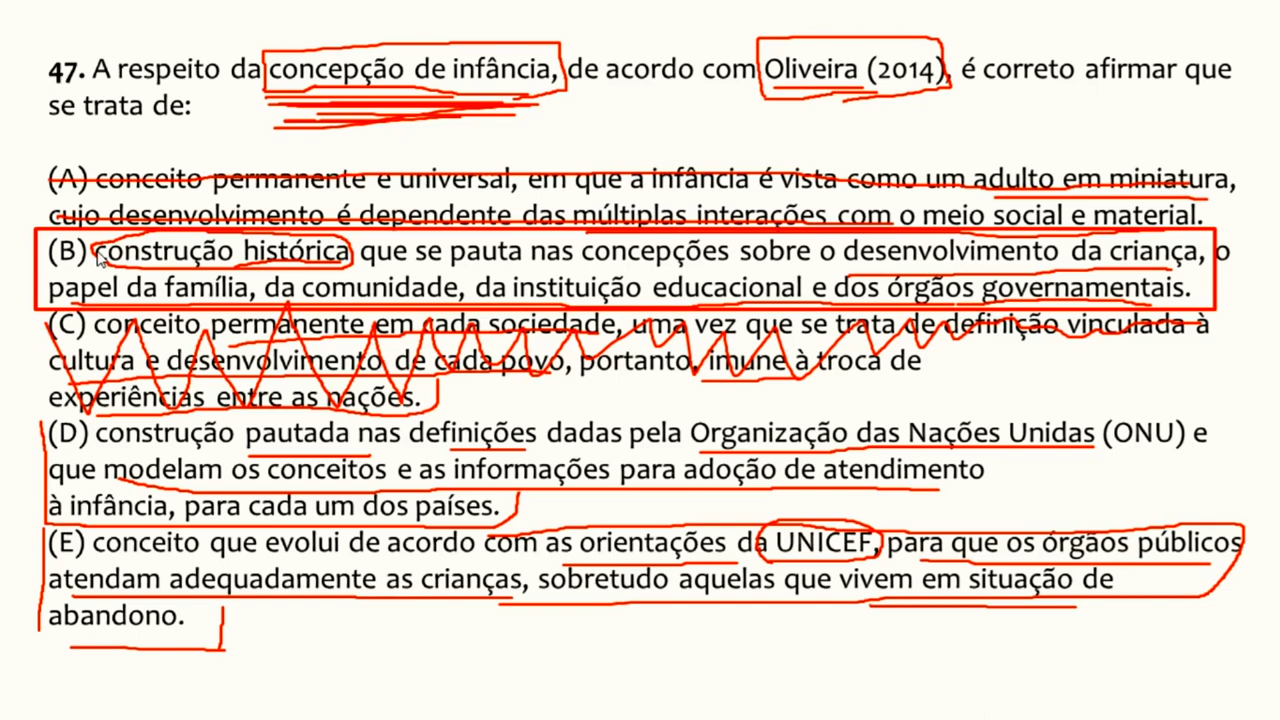 47. A respeito da concepção de infância, de acordo com Oliveira (2014), é correto afirmar que
se trata de:
(A) conceito permanente e universal, em que a infância é vista como um adulto em miniatura,
cujo desenvolvimento é dependente das múltiplas interações com o meio social e material.
(B) construção histórica que se pauta nas concepções sobre o desenvolvimento da criança, o
papel da família, da comunidade, da instituição educacional e dos órgãos governamentais.
(C) conceito permanente em cada sociedade, uma vez que se trata de definição vinculada à
cultura e desenvolvimento de cada povo, portanto, imune à troca de
experiências entre as nações.
(D) construção pautada nas definições dadas pela Organização das Nações Unidas (ONU) e
que modelam os conceitos e as informações para adoção de atendimento
à infância, para cada um dos países.
(E) conceito que evolui de acordo com as orientações da UNICEF, para que os órgãos públicos
atendam adequadamente as crianças, sobretudo aquelas que vivem em situação de
abandono.